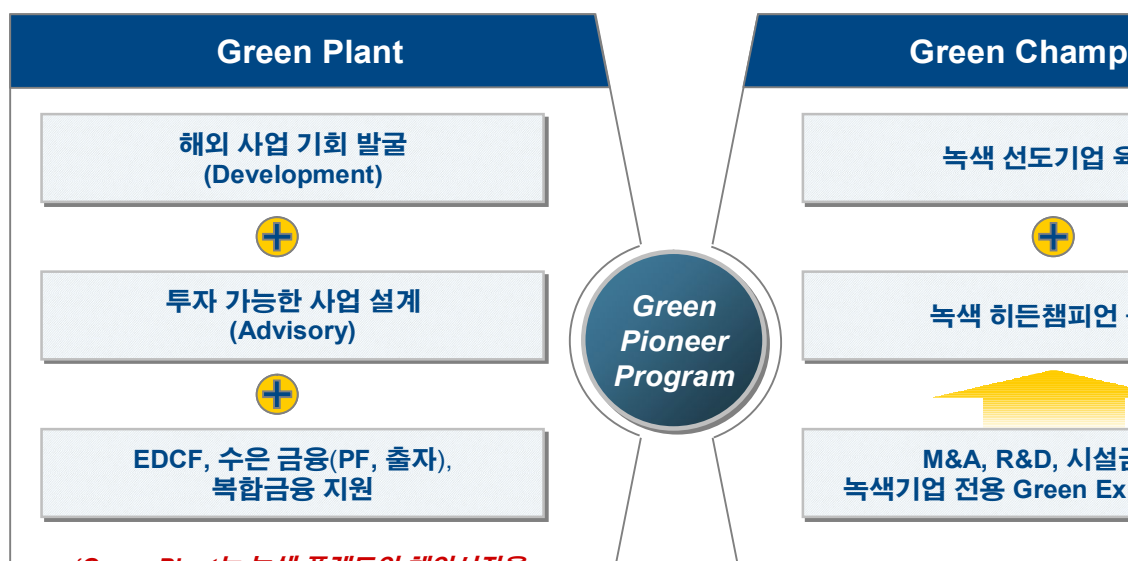 Green Plant
해외 사업 기회 발굴
(Development)
투자 가능한 사업 설계
(Advisory)
EDCF, 수은 금융(PF, 출자),
복합금융 지원
Green
Pioneer
Program
Green Champ
녹색 선도기업
녹색 히든챔피언
M&A, R&D, 시설금
녹색기업 전용 Green Ex